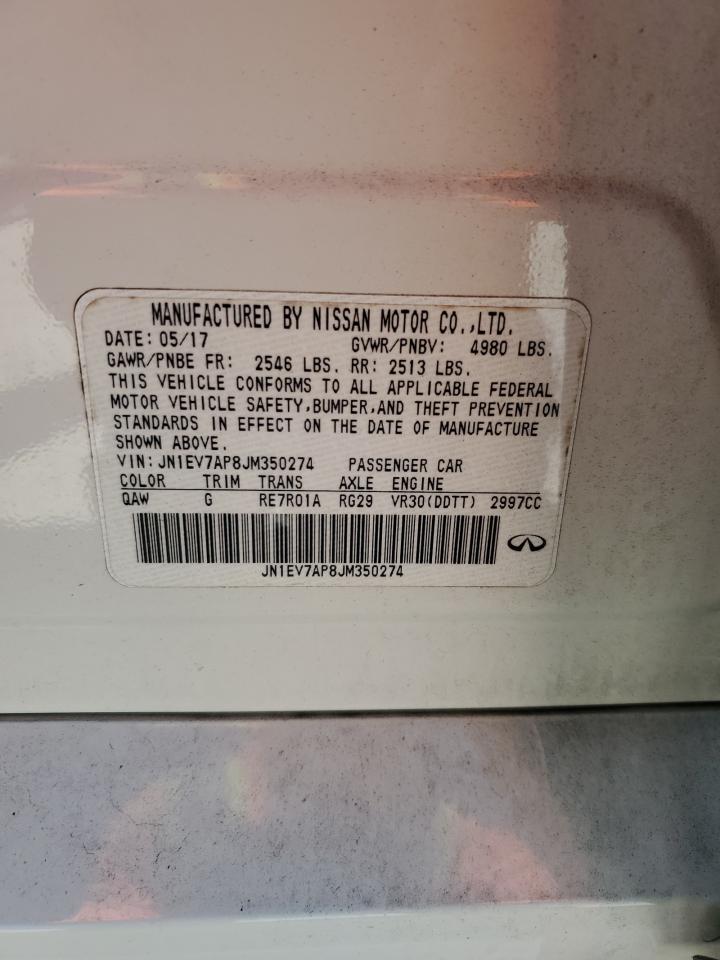 MANUFACTURED BY NISSAN MOTOR CO.,LTD.
DATE: 05/17 GVWR/PNBV: 4980 LBS.
GAWR/PNBE FR: 2546 LBS. RR: 2513 LBS.
THIS VEHICLE CONFORMS TO ALL APPLICABLE FEDERAL
MOTOR VEHICLE SAFETY,BUMPER,AND THEFT PREVENTION
STANDARDS IN EFFECT ON THE DATE OF MANUFACTURE
SHOWN ABOVE.
VIN:JN1EV7AP8JM350274 PASSENGER CAR
COLOR TRIM TRANS AXLE ENGINE
QAW G RE7R01A RG29 VR30(DDTT) 2997CC
JN1EV7AP8JM350274